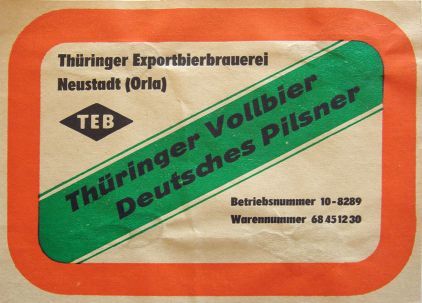 Thüringer Exportbierbrauerei
Neustadt (Orla)
TEB
Thüringer Vollbier
Deutsches Pilsner
Betriebsnummer 10-8289
Warennummer 68 45 12 30